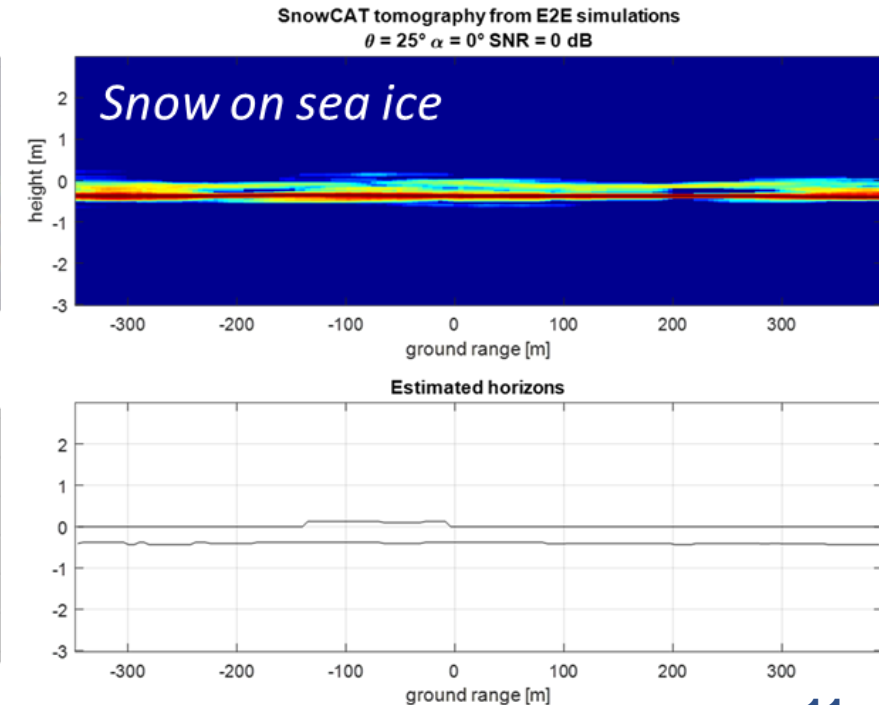 SnowCAT tomography from E2E simulations
θ = 25° α = 0° SNR = 0 dB
Snow on sea ice
height [m]
2
1
0
-1
-2
-3
-300 -200 -100 0 100 200 300
ground range [m]
Estimated horizons
2
1
0
-1
-2
-3
-300 -200 -100 0 100 200 300
ground range [m]